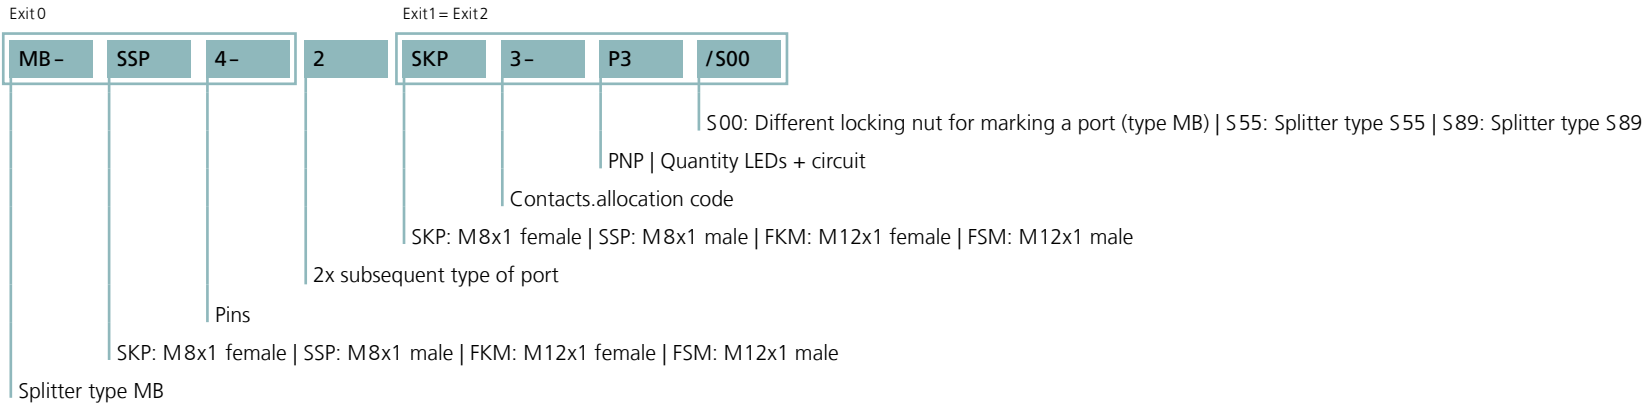 Exit 0 Exit 1 = Exit 2
MB – SSP 4 – 2 SKP 3 – P3 / S00
S00: Different locking nut for marking a port (type MB) | S55: Splitter type S55 | S89: Splitter type S89
PNP | Quantity LEDs + circuit
Contacts.allocation code
SKP: M8x1 female | SSP: M8x1 male | FKM: M12x1 female | FSM: M12x1 male
2x subsequent type of port
Pins
SKP: M8x1 female | SSP: M8x1 male | FKM: M12x1 female | FSM: M12x1 male
Splitter type MB